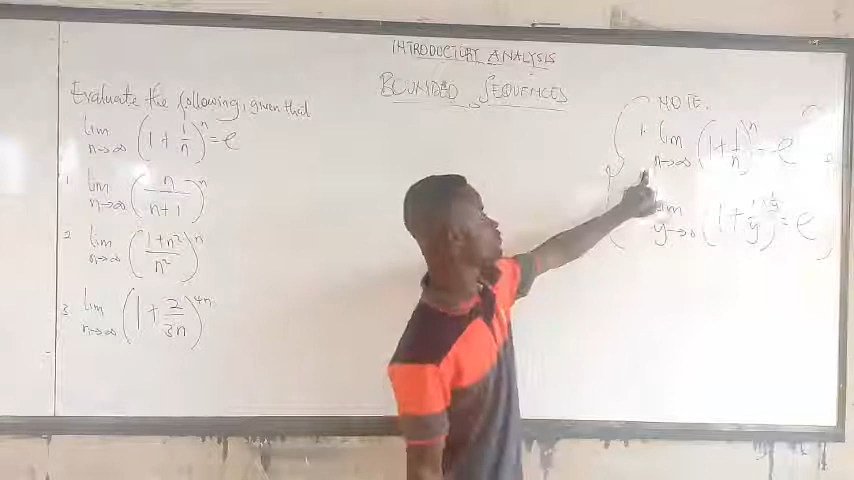 INTRODUCTORY ANALYSIS
BOUNDED SEQUENCES
Evaluate the following, given that
lim n→∞ (1 + 1/n)^n = e
1 lim n→∞ (n/(n+1))^n
2 lim n→∞ ((1+n²)/n²)^n
3 lim n→∞ (1 + 2/3n)^4n
NOTE.
1. lim n→∞ (1 + 1/n)^n = e
lim y→0 (1 + 1/y)^1/y = e